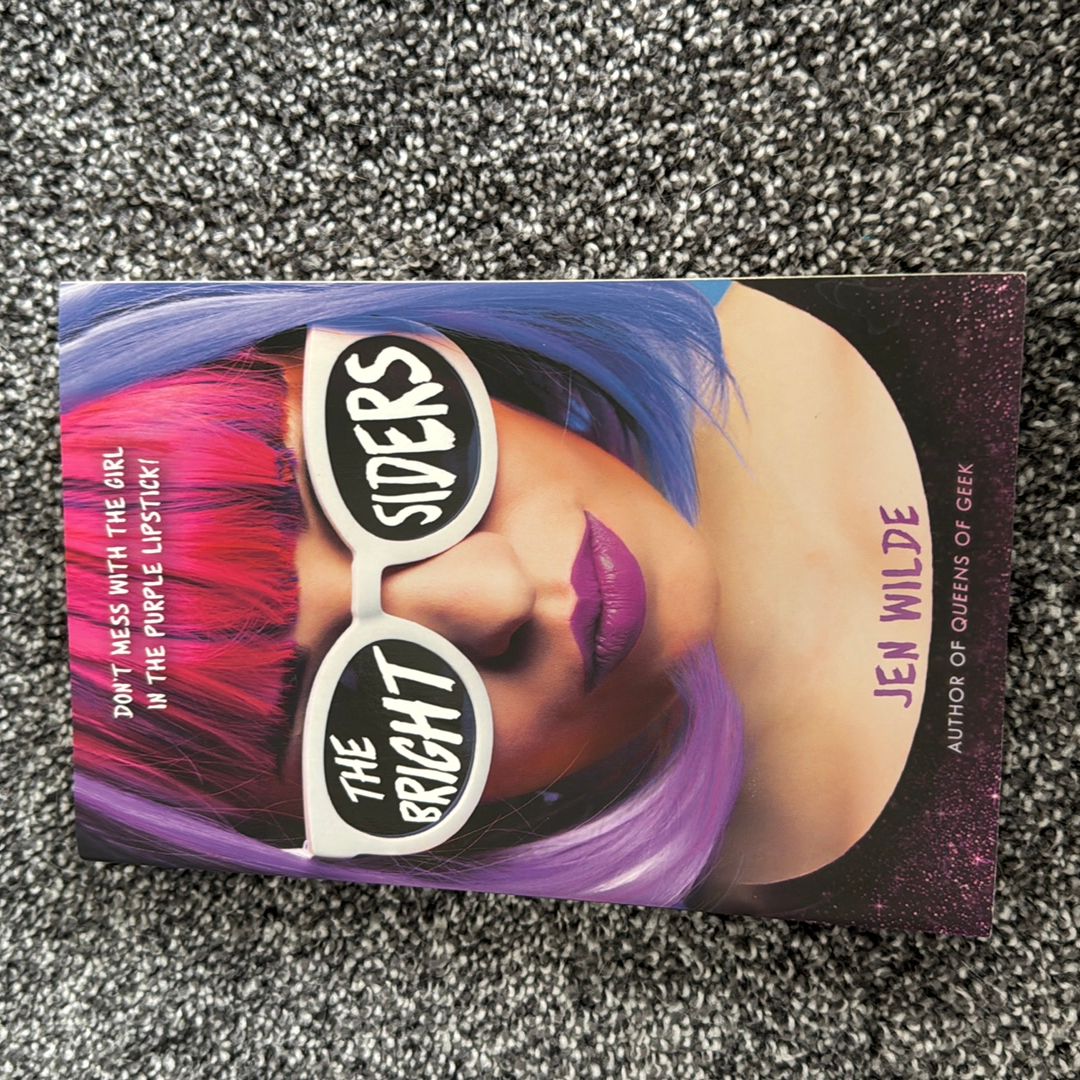 DON'T MESS WITH THE GIRL
IN THE PURPLE LIPSTICK!
THE
BRIGHT
SIDERS
JEN WILDE
AUTHOR OF QUEENS OF GEEK